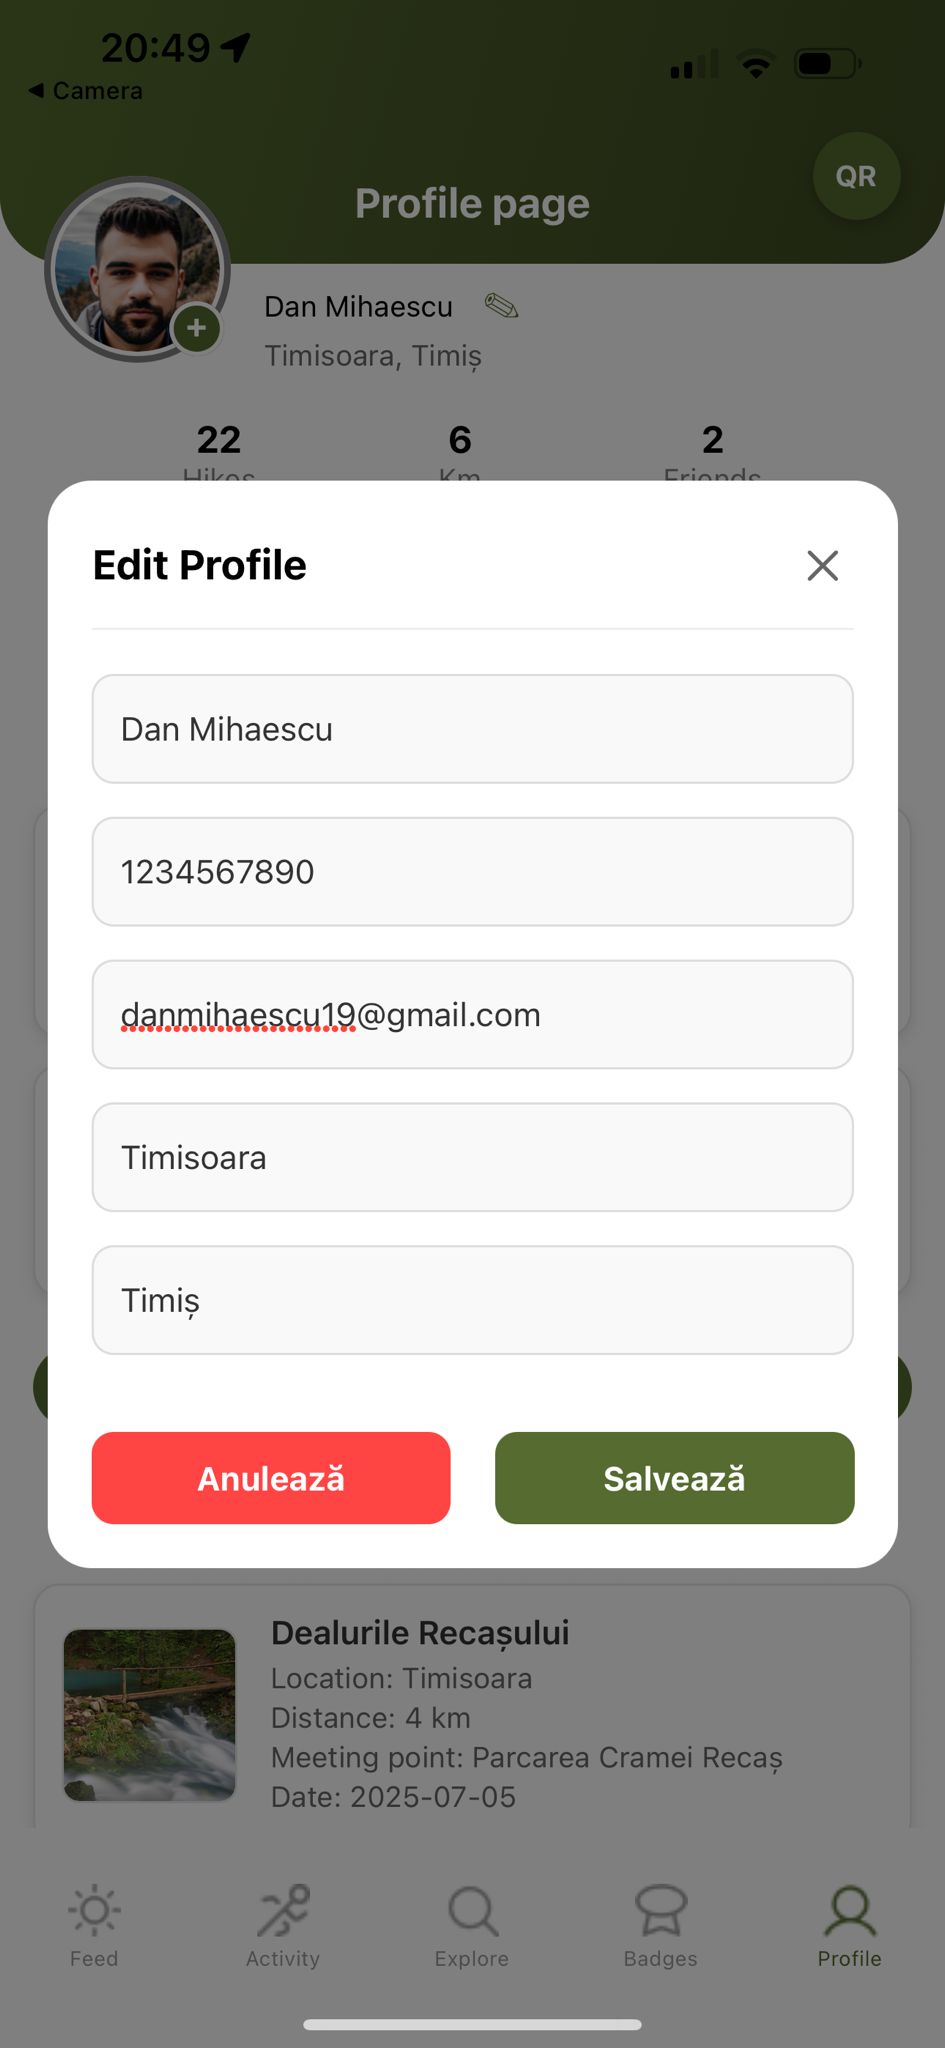 20:49
◀ Camera
QR
Profile page
Dan Mihaescu
Timisoara, Timiș
22 6 2
Hikes Km Friends
Edit Profile
Dan Mihaescu
1234567890
danmihaescu19@gmail.com
Timisoara
Timiș
Anulează Salvează
Dealurile Recașului
Location: Timisoara
Distance: 4 km
Meeting point: Parcarea Cramei Recaș
Date: 2025-07-05
Feed Activity Explore Badges Profile